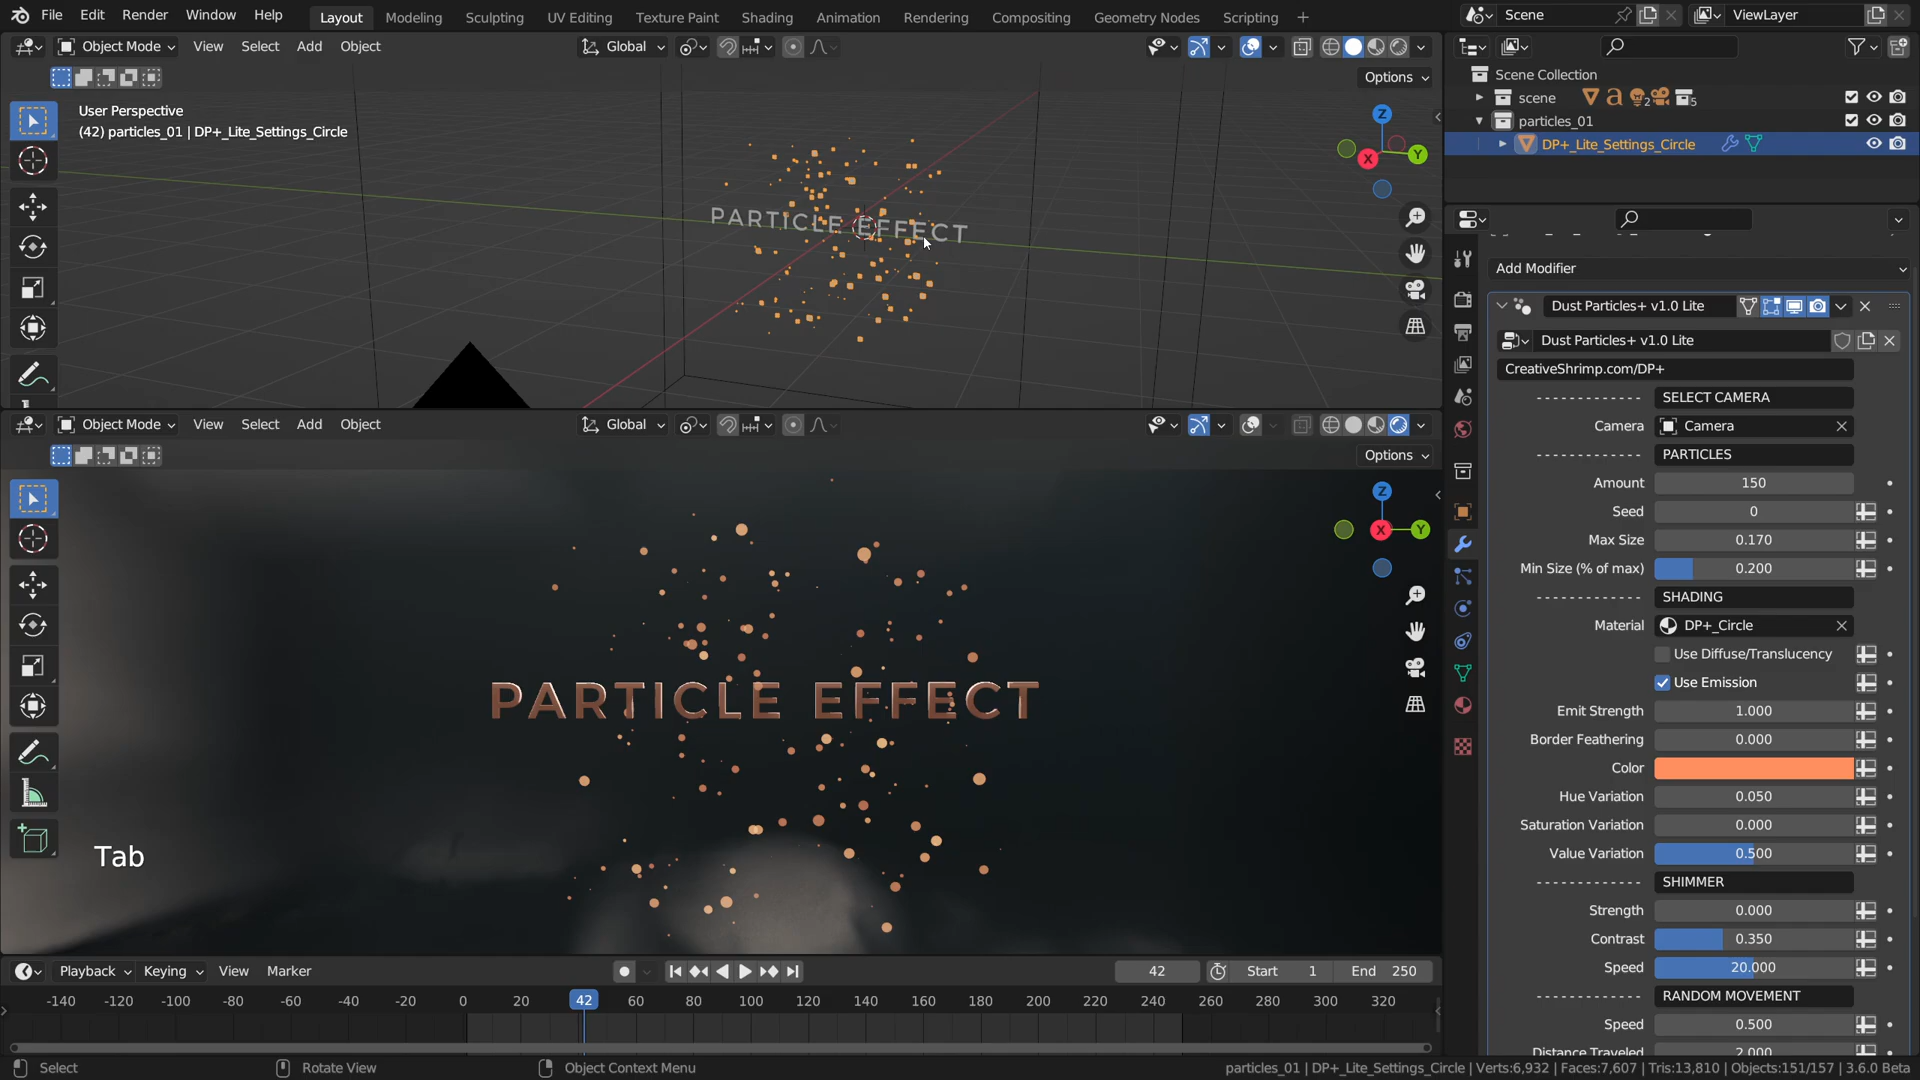 File Edit Render Window Help
Layout Modeling Sculpting UV Editing Texture Paint Shading Animation Rendering Compositing Geometry Nodes Scripting +
Scene
ViewLayer
Object Mode View Select Add Object
Global
Options
User Perspective
(42) particles_01 | DP+_Lite_Settings_Circle
Z
X
Y
PARTICLE EFFECT
Object Mode View Select Add Object
Global
Options
Z
X
Y
PARTICLE EFFECT
Tab
Scene Collection
scene
2
5
particles_01
DP+_Lite_Settings_Circle
Add Modifier
Dust Particles+ v1.0 Lite
Dust Particles+ v1.0 Lite
CreativeShrimp.com/DP+
------------- SELECT CAMERA
Camera Camera
------------- PARTICLES
Amount 150
Seed 0
Max Size 0.170
Min Size (% of max) 0.200
------------- SHADING
Material DP+_Circle
Use Diffuse/Translucency
Use Emission
Emit Strength 1.000
Border Feathering 0.000
Color
Hue Variation 0.050
Saturation Variation 0.000
Value Variation 0.500
------------- SHIMMER
Strength 0.000
Contrast 0.350
Speed 20.000
------------- RANDOM MOVEMENT
Speed 0.500
Distance Traveled 2.000
Playback Keying View Marker
42
Start 1
End 250
-140 -120 -100 -80 -60 -40 -20 0 20 42 60 80 100 120 140 160 180 200 220 240 260 280 300 320
Select
Rotate View
Object Context Menu
particles_01 | DP+_Lite_Settings_Circle | Verts:6,932 | Faces:7,607 | Tris:13,810 | Objects:151/157 | 3.6.0 Beta